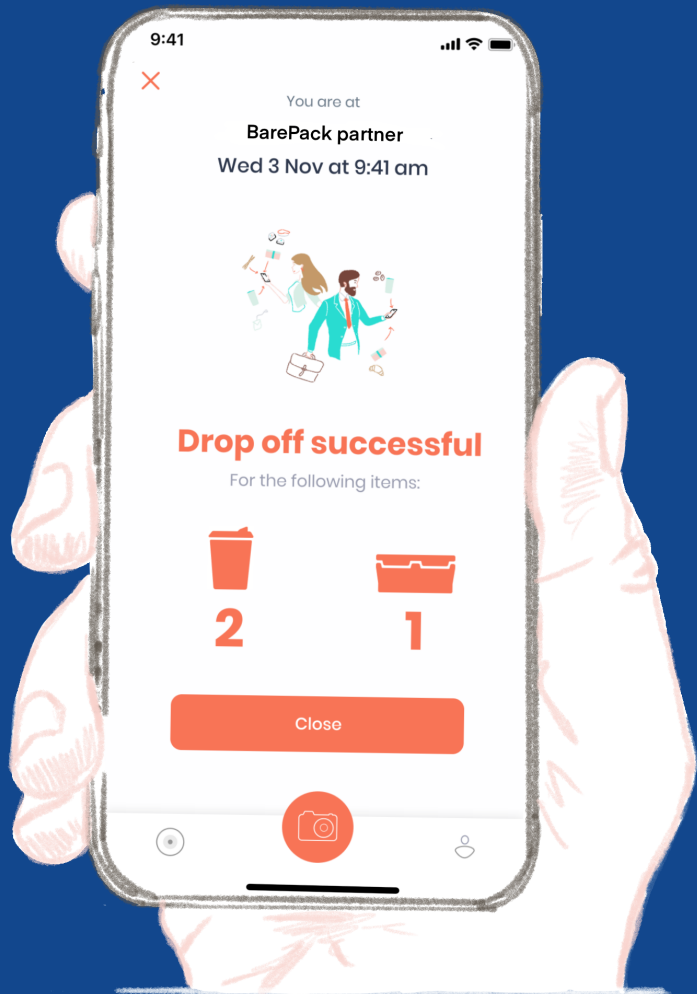 9:41
You are at
BarePack partner
Wed 3 Nov at 9:41 am
Drop off successful
For the following items:
2 1
Close